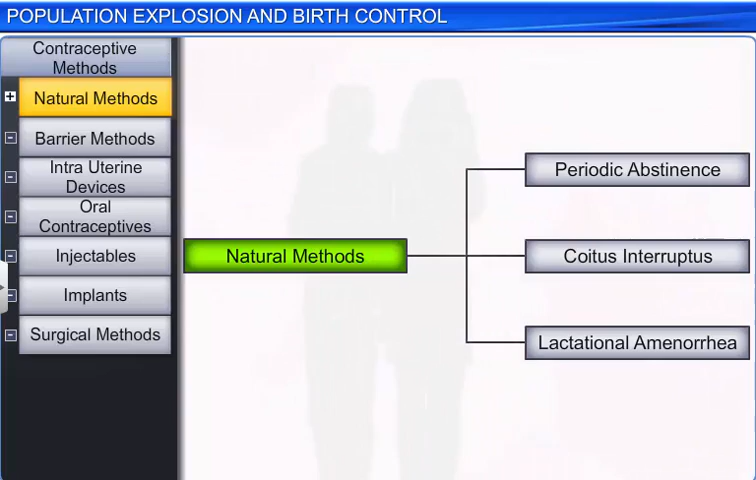 POPULATION EXPLOSION AND BIRTH CONTROL
Contraceptive
Methods
Natural Methods
Barrier Methods
Intra Uterine
Devices
Oral
Contraceptives
Injectables
Implants
Surgical Methods
Natural Methods
Periodic Abstinence
Coitus Interruptus
Lactational Amenorrhea